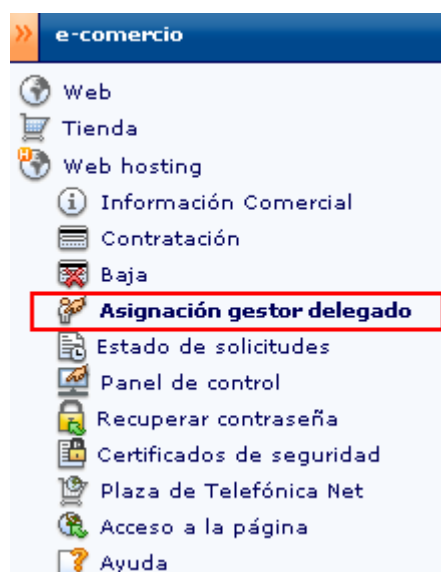 e-comercio
Web
Tienda
Web hosting
Información Comercial
Contratación
Baja
Asignación gestor delegado
Estado de solicitudes
Panel de control
Recuperar contraseña
Certificados de seguridad
Plaza de Telefónica Net
Acceso a la página
Ayuda